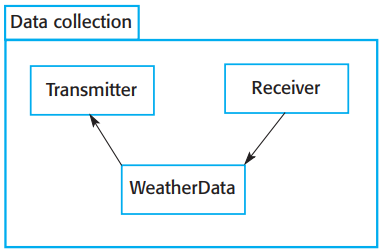 Data collection
Transmitter
Receiver
WeatherData